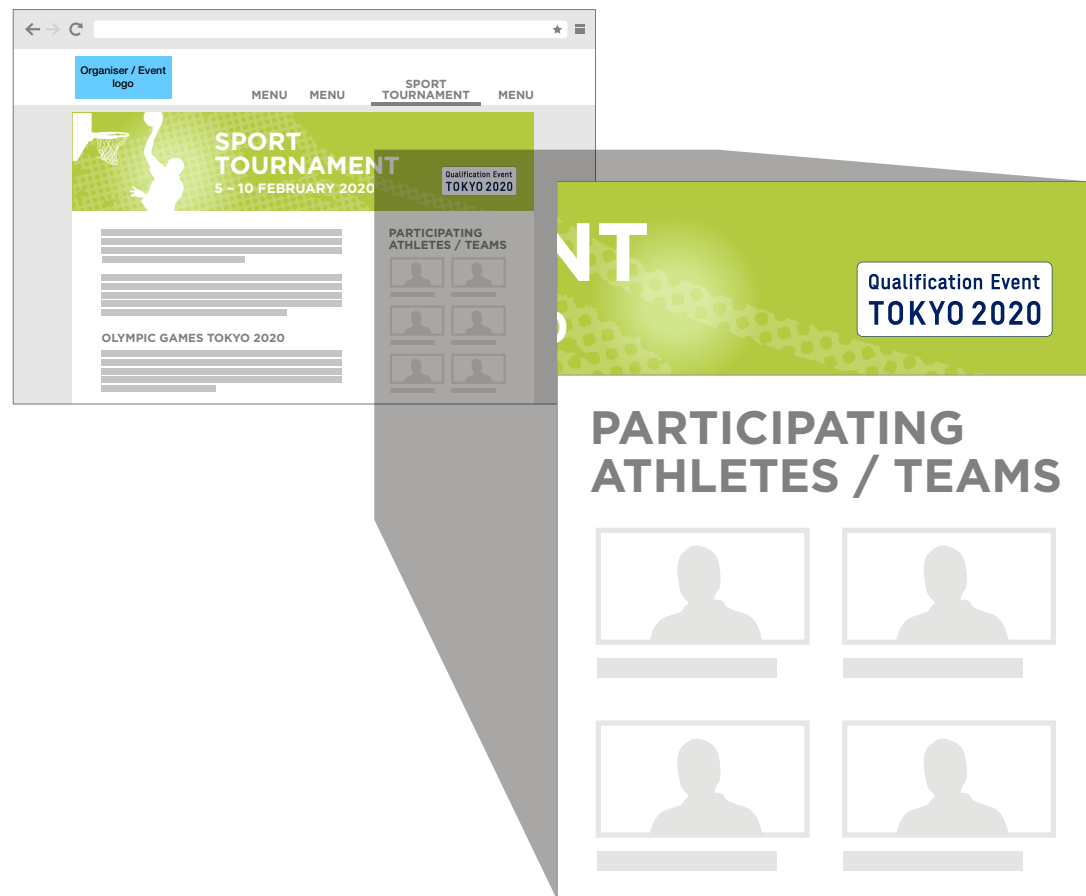 Organiser / Event
logo
MENU
MENU
SPORT
TOURNAMENT
MENU
SPORT
TOURNAMENT
5 – 10 FEBRUARY 2020
Qualification Event
TOKYO 2020
PARTICIPATING
ATHLETES / TEAMS
OLYMPIC GAMES TOKYO 2020
NT
Qualification Event
TOKYO 2020
PARTICIPATING
ATHLETES / TEAMS